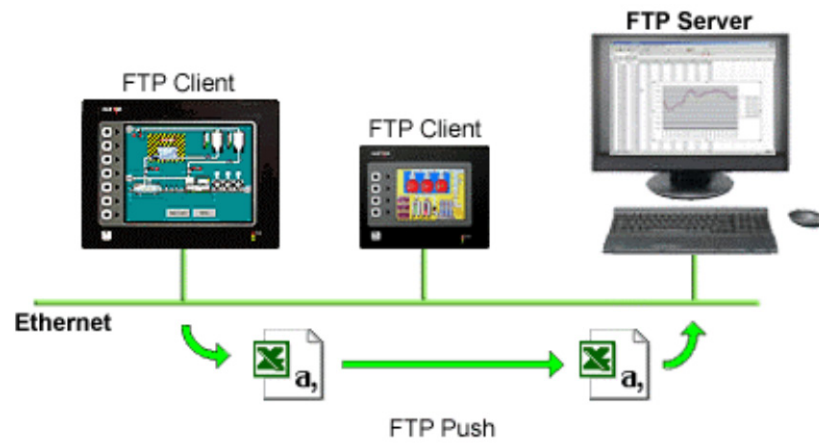 FTP Server
FTP Client
FTP Client
Ethernet
a,
a,
FTP Push